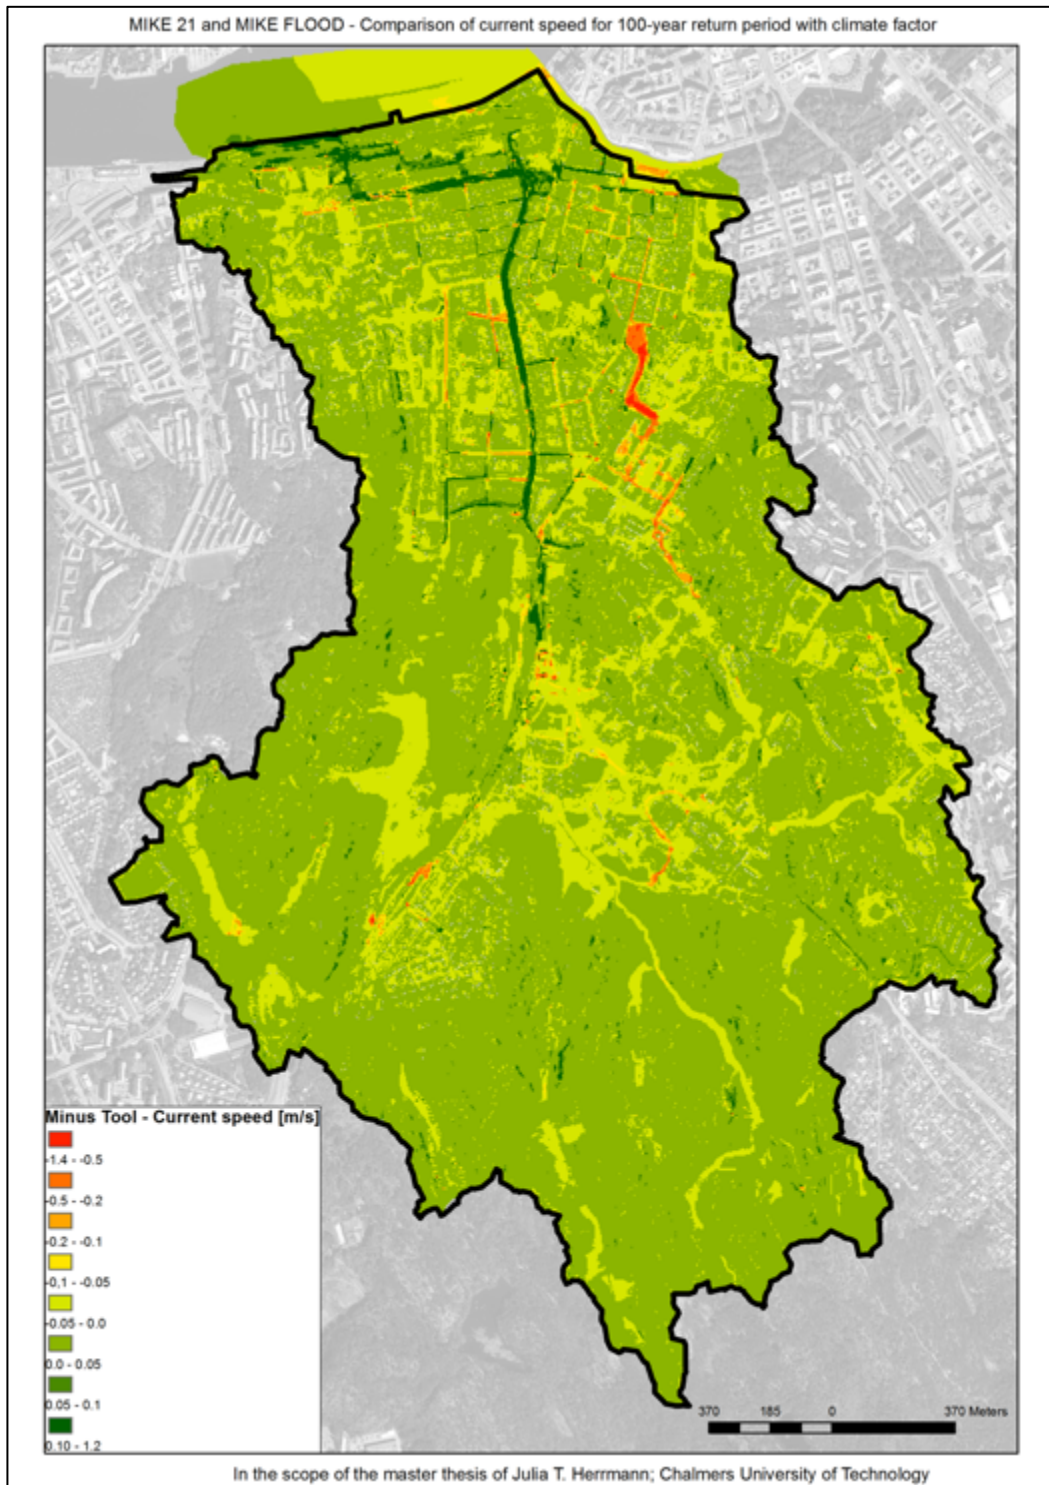 MIKE 21 and MIKE FLOOD - Comparison of current speed for 100-year return period with climate factor
Minus Tool - Current speed [m/s]
-1.4 - -0.5
-0.5 - -0.2
-0.2 - -0.1
-0,1 - -0.05
-0.05 - 0.0
0.0 - 0.05
0.05 - 0.1
0.10 - 1.2
370 185 0 370 Meters
In the scope of the master thesis of Julia T. Herrmann; Chalmers University of Technology